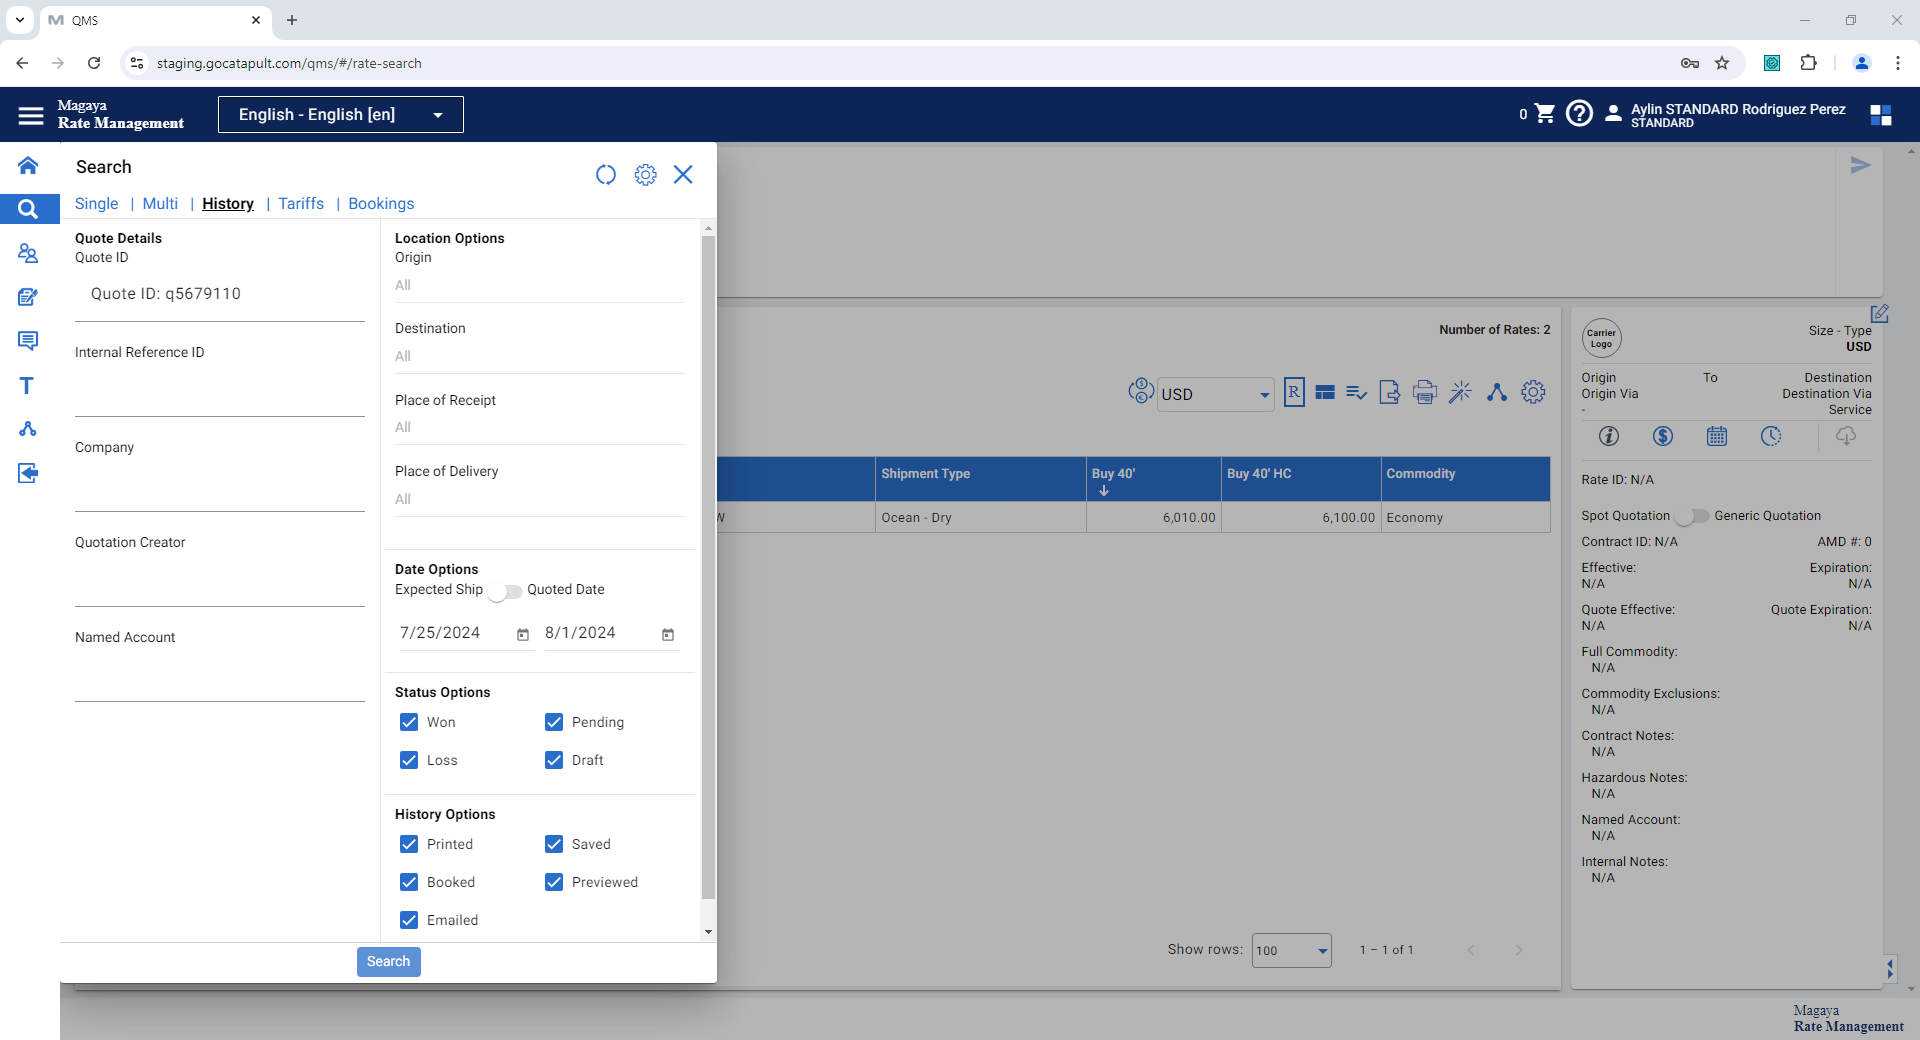 QMS
staging.gocatapult.com/qms/#/rate-search
Magaya
Rate Management
English - English [en]
0
Aylin STANDARD Rodriguez Perez
STANDARD
Search
Single | Multi | History | Tariffs | Bookings
Quote Details
Quote ID
Quote ID: q5679110
Internal Reference ID
Company
Quotation Creator
Named Account
Location Options
Origin
All
Destination
All
Place of Receipt
All
Place of Delivery
All
Date Options
Expected Ship Quoted Date
7/25/2024 8/1/2024
Status Options
Won Pending
Loss Draft
History Options
Printed Saved
Booked Previewed
Emailed
Search
Number of Rates: 2
USD
R
Shipment Type Buy 40' Buy 40' HC Commodity
W Ocean - Dry 6,010.00 6,100.00 Economy
Show rows: 100 1 – 1 of 1
Carrier
Logo
Size - Type
USD
Origin To Destination
Origin Via Destination Via
- Service
Rate ID: N/A
Spot Quotation Generic Quotation
Contract ID: N/A AMD #: 0
Effective: Expiration:
N/A N/A
Quote Effective: Quote Expiration:
N/A N/A
Full Commodity:
N/A
Commodity Exclusions:
N/A
Contract Notes:
N/A
Hazardous Notes:
N/A
Named Account:
N/A
Internal Notes:
N/A
Magaya
Rate Management